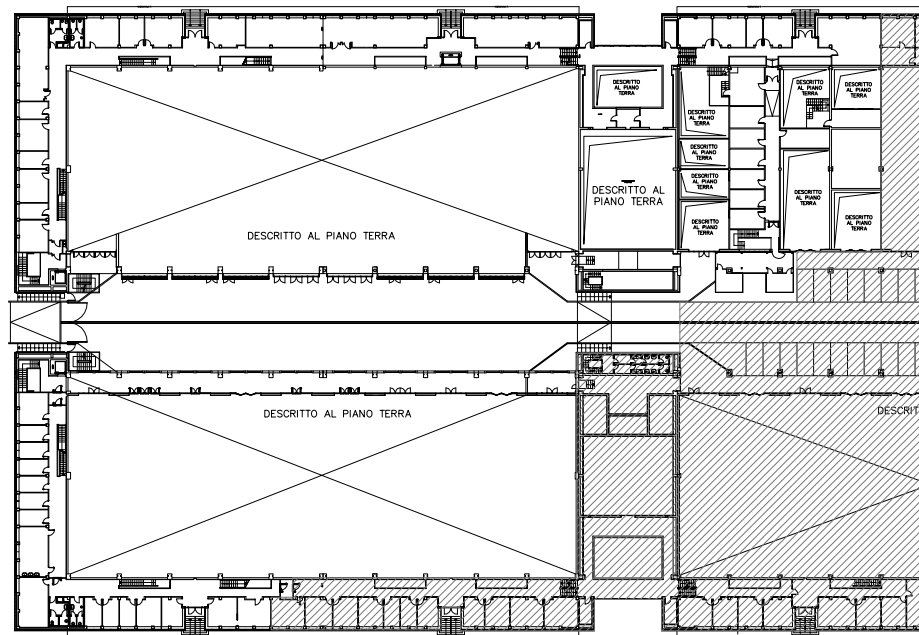 DESCRITTO
AL PIANO
TERRA
DESCRITTO
AL PIANO TERRA
DESCRITTO
AL PIANO
TERRA
DESCRITTO
AL PIANO TERRA
DESCRITTO
AL PIANO TERRA
DESCRITTO
AL PIANO TERRA
DESCRITTO
AL PIANO TERRA
DESCRITTO
AL PIANO TERRA
DESCRITTO AL
PIANO TERRA
DESCRITTO
AL PIANO TERRA
DESCRITTO
AL PIANO TERRA
DESCRITTO AL PIANO TERRA
DESCRITTO AL PIANO TERRA
DESCRIT